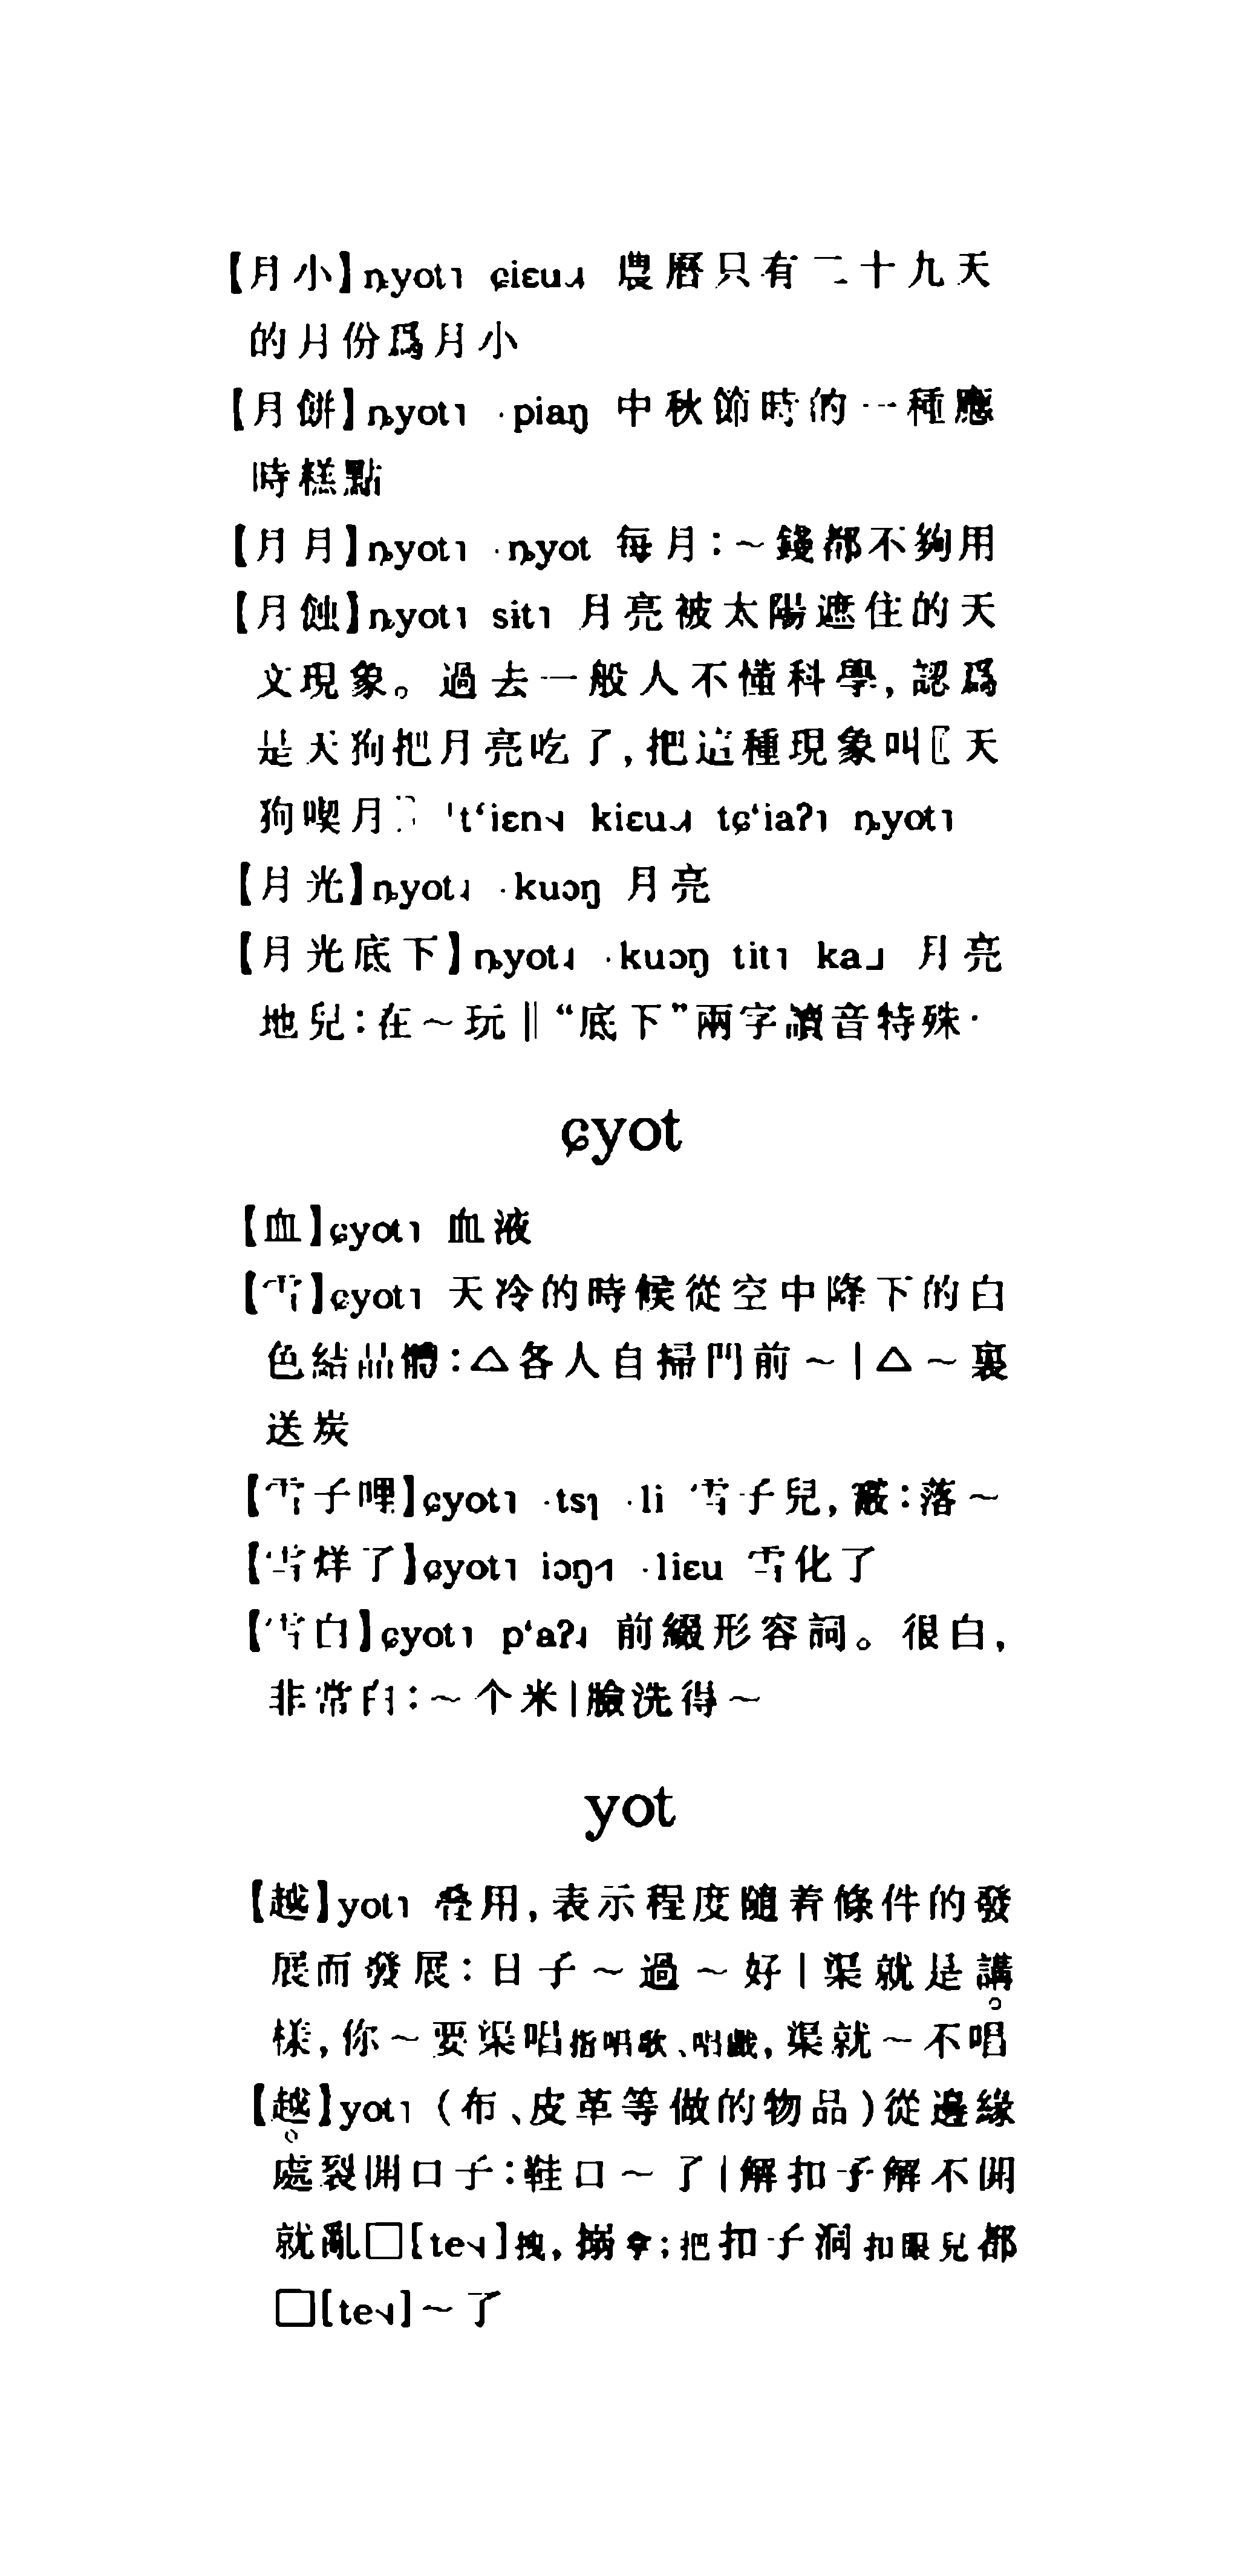 【月小】ȵyot˥ ɕiɛu˨˩ 農曆只有二十九天
的月份爲月小
【月餅】ȵyot˥ ·piaŋ 中秋節時的一種應
時糕點
【月月】ȵyot˥ ·ȵyot 每月：～錢都不夠用
【月蝕】ȵyot˥ sit˥ 月亮被太陽遮住的天
文現象。過去一般人不懂科學，認爲
是天狗把月亮吃了，把這種現象叫〖天
狗喫月〗 tʻiɛn kiɛu tɕʻiaʔ˥ ȵyot˥
【月光】ȵyot ·kuɔŋ 月亮
【月光底下】ȵyot ·kuɔŋ tit˥ ka˩ 月亮
地兒：在～玩‖“底下”兩字讀音特殊·
ɕyot
【血】ɕyot˥ 血液
【雪】ɕyot˥ 天冷的時候從空中降下的白
色結晶體：△各人自掃門前～|△～裏
送炭
【雪子哩】ɕyot˥ ·tsɿ ·li 雪子兒，霰：落～
【雪烊了】ɕyot˥ iɔŋ ·liɛu 雪化了
【雪白】ɕyot˥ pʻaʔ 前綴形容詞。很白，
非常白：～个米|臉洗得～
yot
【越】yot˥ 叠用，表示程度隨着條件的發
展而發展：日子～過～好|渠就是講
樣，你～要渠唱指唱歌、唱戲，渠就～不唱
【越】yot˥ （布、皮革等做的物品）從邊緣
處裂開口子：鞋口～了|解扣子解不開
就亂□[te]拽，；把扣子洞扣眼兒都
□[te]～了